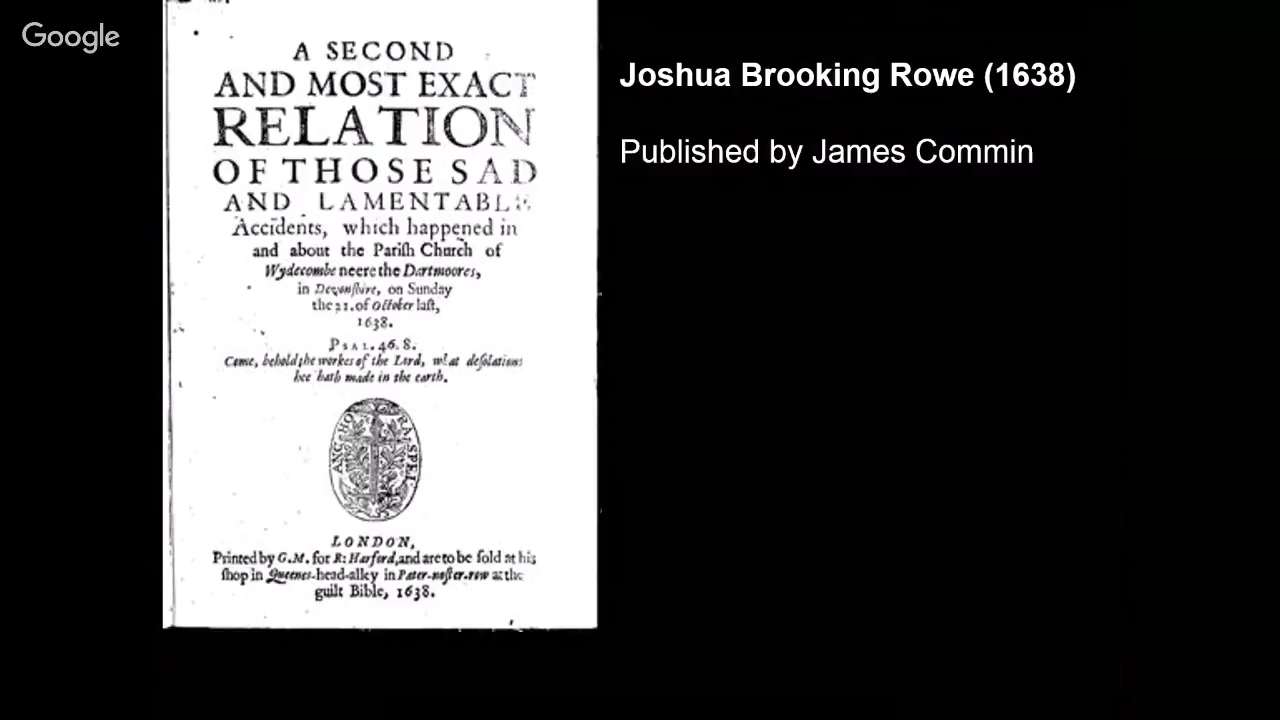 Google
A SECOND
AND MOST EXACT
RELATION
OF THOSE SAD
AND LAMENTABLE
Accidents, which happened in
and about the Pariſh Church of
Wydecombe neere the Dartmoores,
in Devonſhire, on Sunday
the 21. of October laſt,
1638.
PSAL. 46. 8.
Come, behold the workes of the Lord, what deſolations
hee hath made in the earth.
ANCHORA SPEI
LONDON,
Printed by G.M. for R: Harford, and are to be ſold at his
ſhop in Queenes-head-alley in Pater-noſter-row at the
guilt Bible, 1638.
Joshua Brooking Rowe (1638)
Published by James Commin